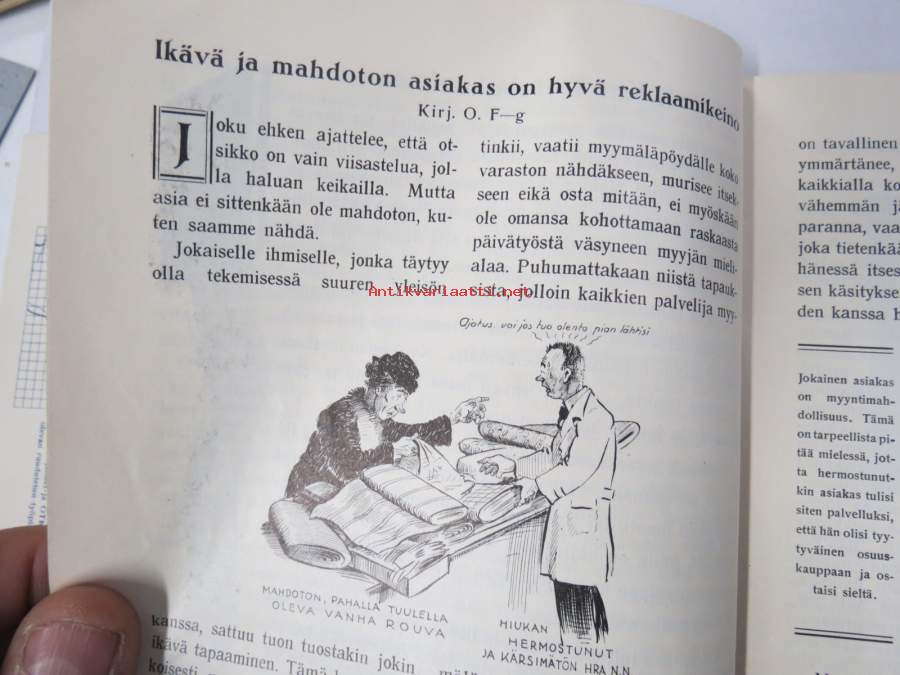 Ikävä ja mahdoton asiakas on hyvä reklaamikeino
Kirj. O. F—g
Joku ehken ajattelee, että ot-
sikko on vain viisastelua, jol-
la haluan keikailla. Mutta
asia ei sittenkään ole mahdoton, ku-
ten saamme nähdä.
Jokaiselle ihmiselle, jonka täytyy
olla tekemisessä suuren yleisön
tinkii, vaatii myymäläpöydälle koko
varaston nähdäkseen, murisee itsek-
seen eikä osta mitään, ei myöskään
ole omansa kohottamaan raskaasta
päivätyöstä väsyneen myyjän mieli-
alaa. Puhumattakaan niistä tapauk-
sista, jolloin kaikkien palvelija myy-
Antikvariaatti.net
Ajatus. voi jos tuo olento pian lähtisi
MAHDOTON, PAHALLA TUULELLA
OLEVA VANHA ROUVA
HIUKAN
HERMOSTUNUT
JA KÄRSIMÄTÖN HRA N.N.
kanssa, sattuu tuon tuostakin jokin
ikävä tapaaminen. Tämä
koisesti
on tavallinen
ymmärtänee,
kaikkialla
vähemmän
paranna,
joka
hänessä
sen
den kanssa
Jokainen asiakas
on myyntimah-
dollisuus. Tämä
on tarpeellista pi-
tää mielessä, jot-
ta hermostunut-
kin asiakas tulisi
siten palvelluksi,
että hän olisi tyy-
tyväinen osuus-
kauppaan ja os-
taisi sieltä.